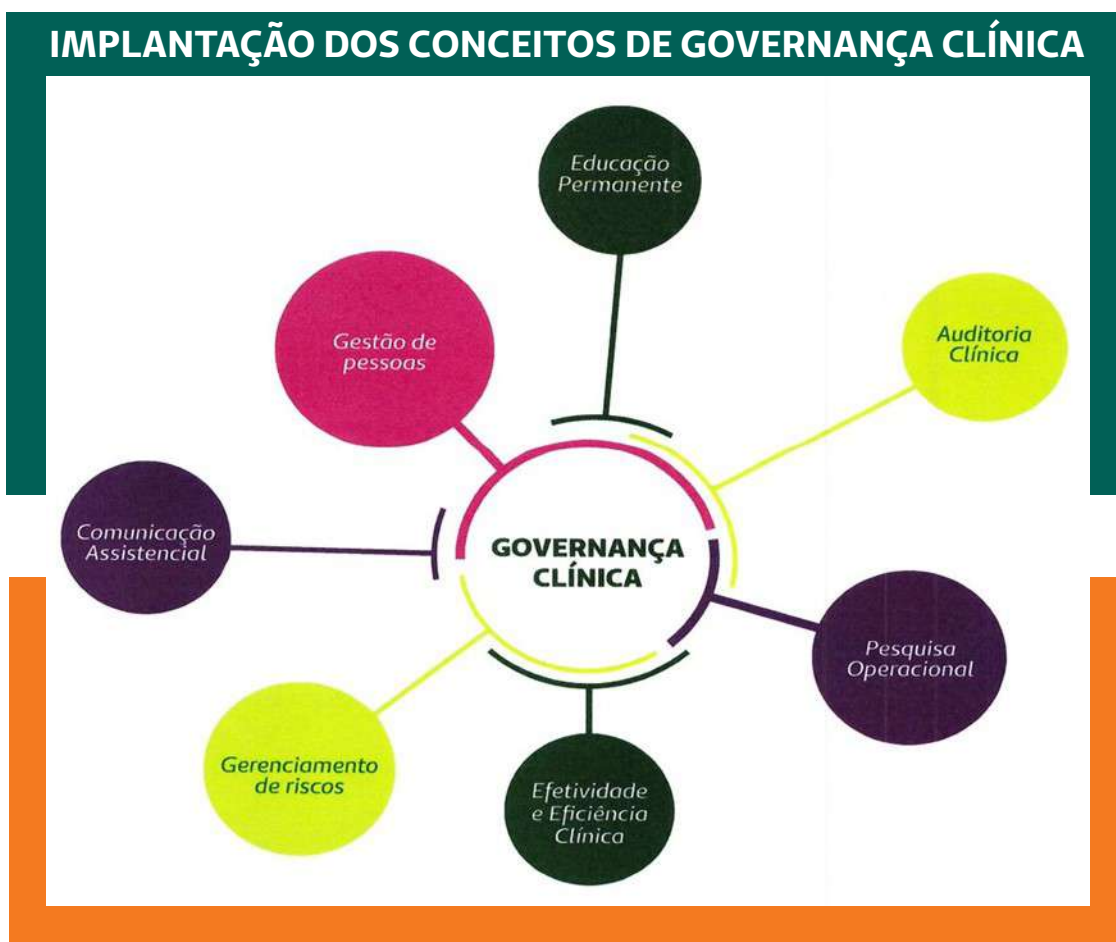 IMPLANTAÇÃO DOS CONCEITOS DE GOVERNANÇA CLÍNICA
Educação
Permanente
Gestão de
pessoas
Auditoria
Clínica
Comunicação
Assistencial
GOVERNANÇA
CLÍNICA
Pesquisa
Operacional
Gerenciamento
de riscos
Efetividade
e Eficiência
Clínica